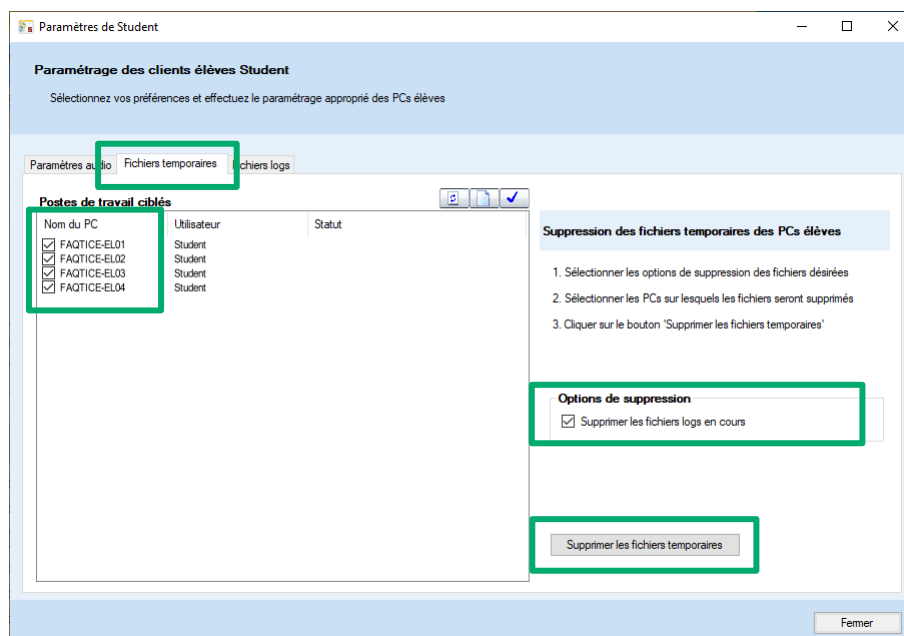 Paramètres de Student
Paramétrage des clients élèves Student
Sélectionnez vos préférences et effectuez le paramétrage approprié des PCs élèves
Paramètres audio Fichiers temporaires Fichiers logs
Postes de travail ciblés
Nom du PC Utilisateur Statut
FAQTICE-EL01 Student
FAQTICE-EL02 Student
FAQTICE-EL03 Student
FAQTICE-EL04 Student
Suppression des fichiers temporaires des PCs élèves
1. Sélectionner les options de suppression des fichiers désirées
2. Sélectionner les PCs sur lesquels les fichiers seront supprimés
3. Cliquer sur le bouton 'Supprimer les fichiers temporaires'
Options de suppression
Supprimer les fichiers logs en cours
Supprimer les fichiers temporaires
Fermer